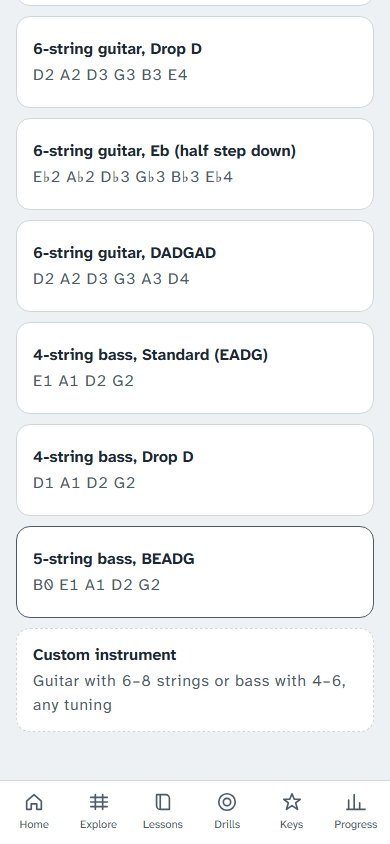 6-string guitar, Drop D
D2 A2 D3 G3 B3 E4
6-string guitar, Eb (half step down)
E♭2 A♭2 D♭3 G♭3 B♭3 E♭4
6-string guitar, DADGAD
D2 A2 D3 G3 A3 D4
4-string bass, Standard (EADG)
E1 A1 D2 G2
4-string bass, Drop D
D1 A1 D2 G2
5-string bass, BEADG
B0 E1 A1 D2 G2
Custom instrument
Guitar with 6–8 strings or bass with 4–6,
any tuning
Home Explore Lessons Drills Keys Progress